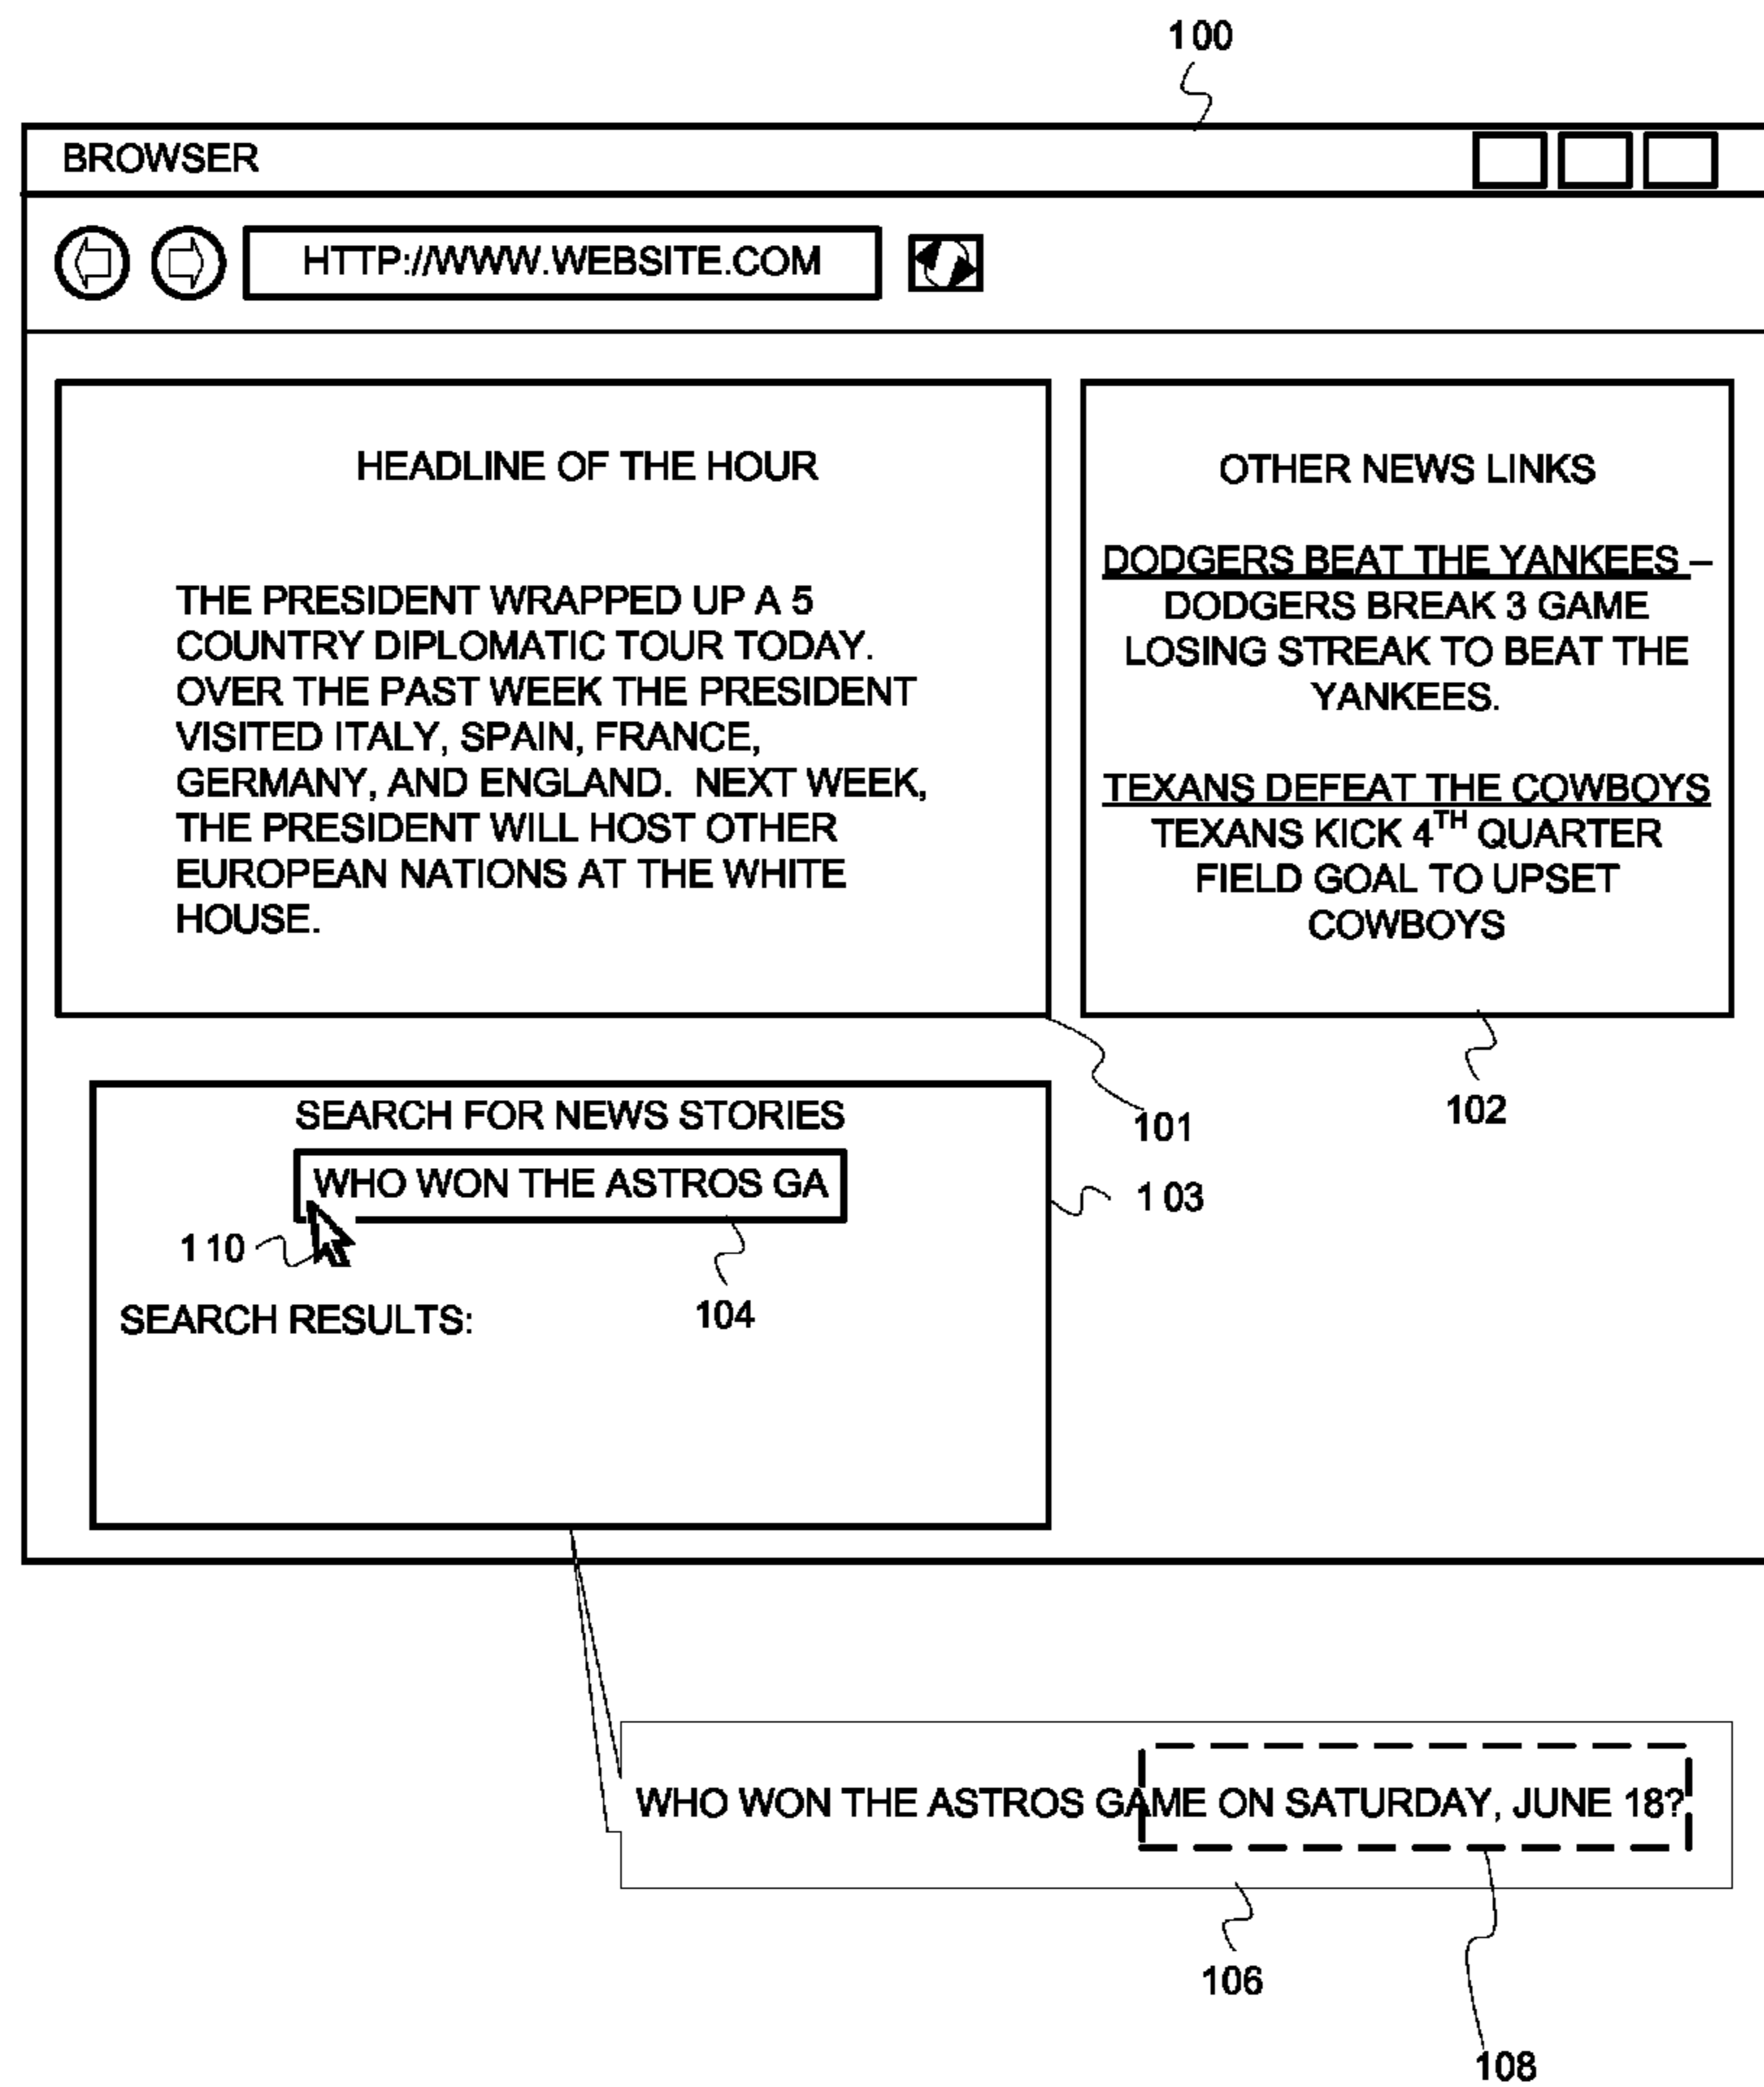 100
BROWSER
HTTP://WWW.WEBSITE.COM
HEADLINE OF THE HOUR
THE PRESIDENT WRAPPED UP A 5
COUNTRY DIPLOMATIC TOUR TODAY.
OVER THE PAST WEEK THE PRESIDENT
VISITED ITALY, SPAIN, FRANCE,
GERMANY, AND ENGLAND. NEXT WEEK,
THE PRESIDENT WILL HOST OTHER
EUROPEAN NATIONS AT THE WHITE
HOUSE.
OTHER NEWS LINKS
DODGERS BEAT THE YANKEES –
DODGERS BREAK 3 GAME
LOSING STREAK TO BEAT THE
YANKEES.
TEXANS DEFEAT THE COWBOYS
TEXANS KICK 4TH QUARTER
FIELD GOAL TO UPSET
COWBOYS
101
102
SEARCH FOR NEWS STORIES
WHO WON THE ASTROS GA
103
110
104
SEARCH RESULTS:
WHO WON THE ASTROS GAME ON SATURDAY, JUNE 18?
106
108